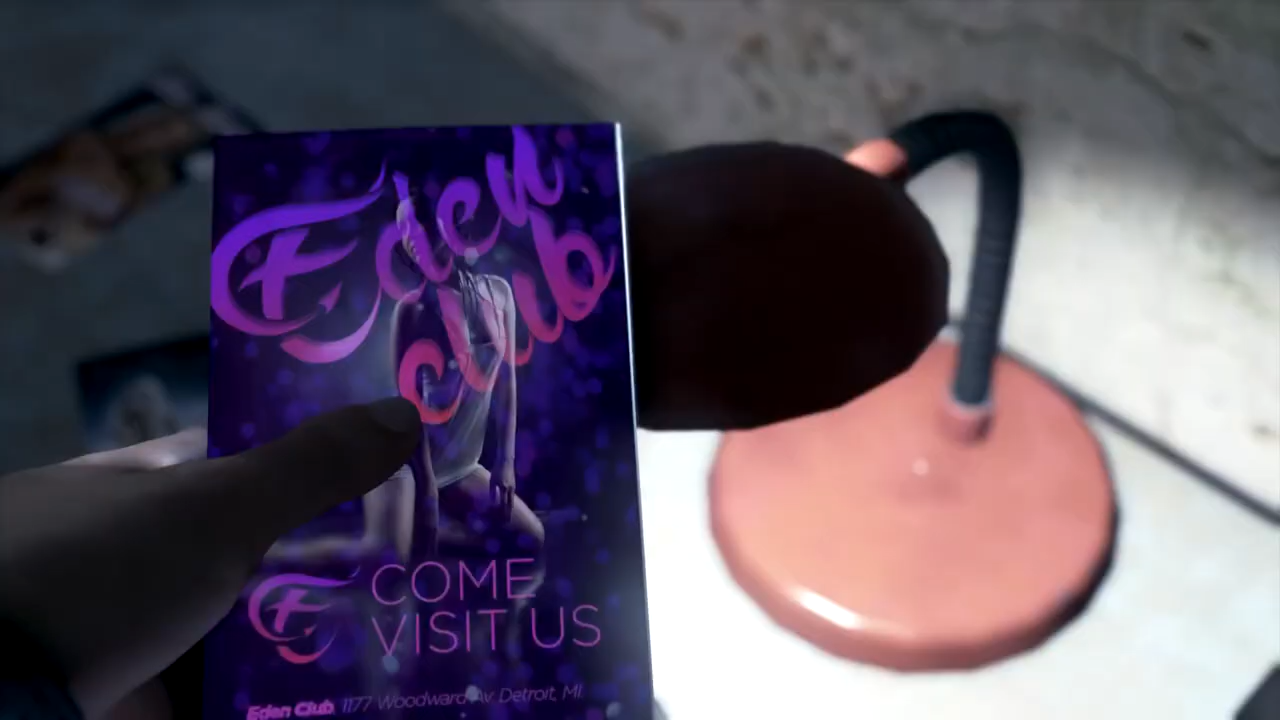 Eden
club
COME
VISIT US
Eden Club 1177 Woodward Av. Detroit, MI.